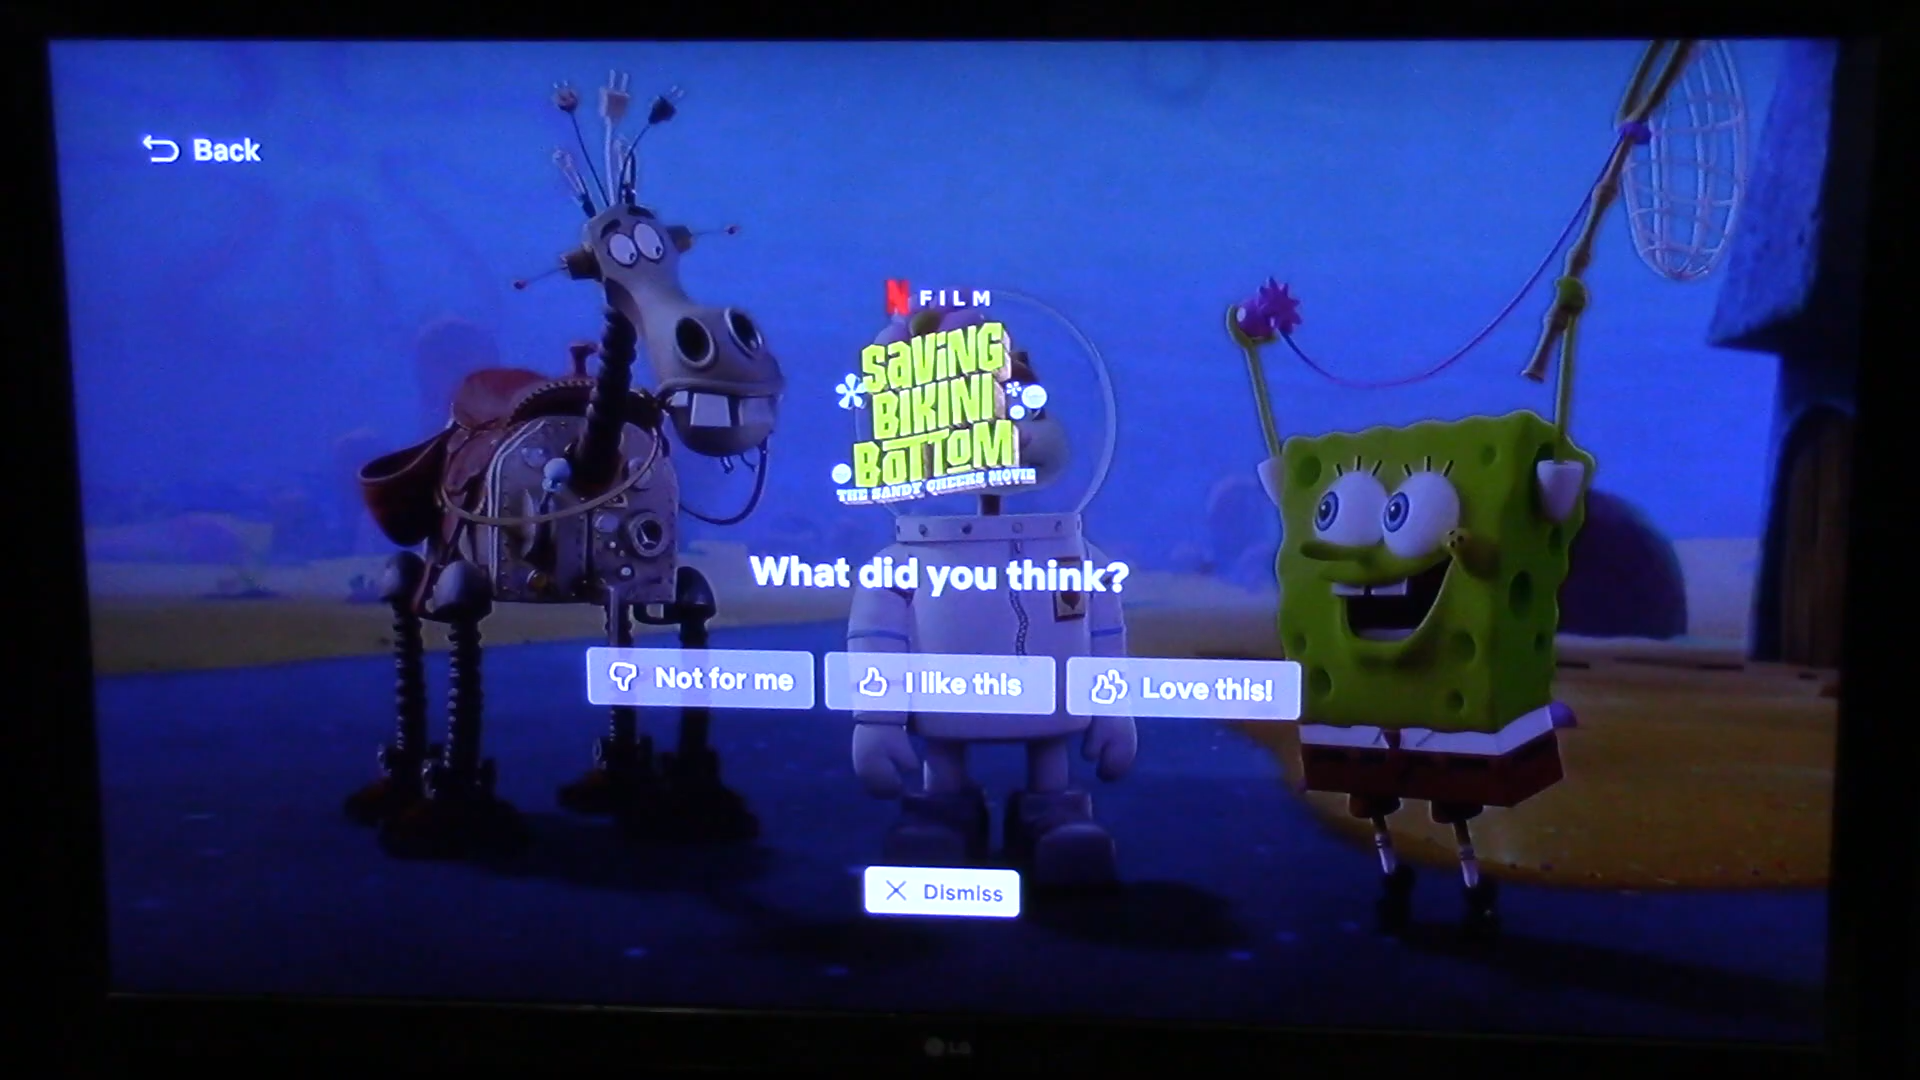 Back
N FILM
SAVING
BIKINI
BOTTOM
THE SANDY CHEEKS MOVIE
What did you think?
Not for me
I like this
Love this!
Dismiss
LG